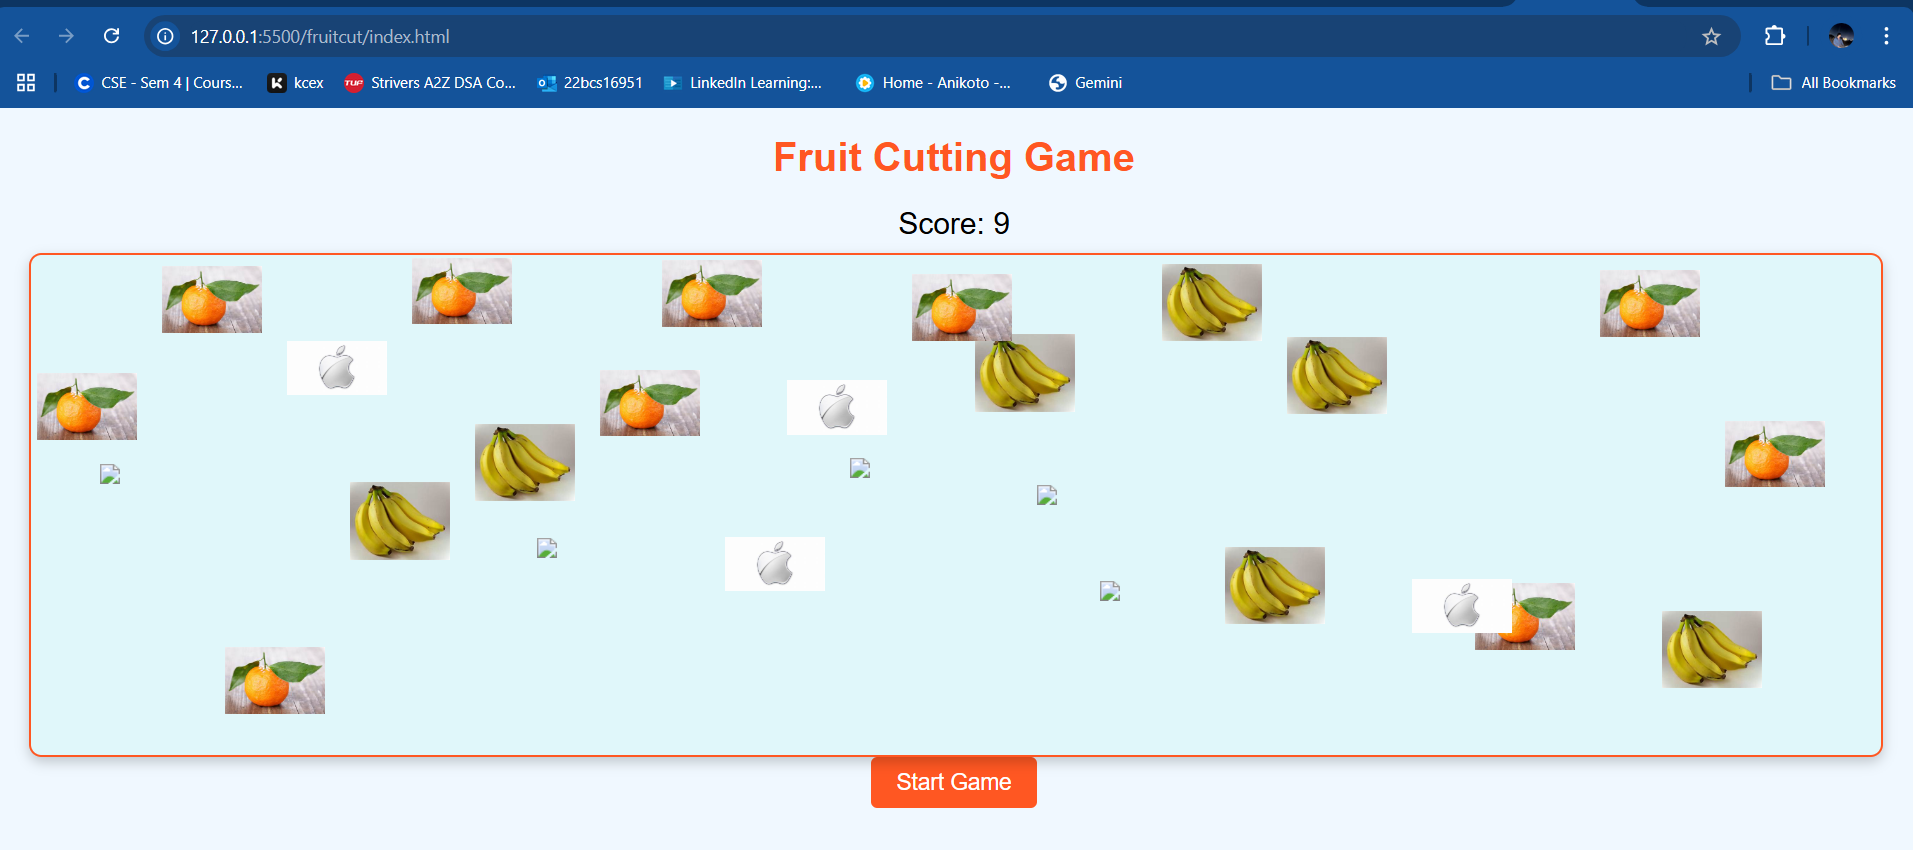 127.0.0.1:5500/fruitcut/index.html
CSE - Sem 4 | Cours... kcex TUF Strivers A2Z DSA Co... 22bcs16951 LinkedIn Learning:... Home - Anikoto -... Gemini All Bookmarks
Fruit Cutting Game
Score: 9
Start Game